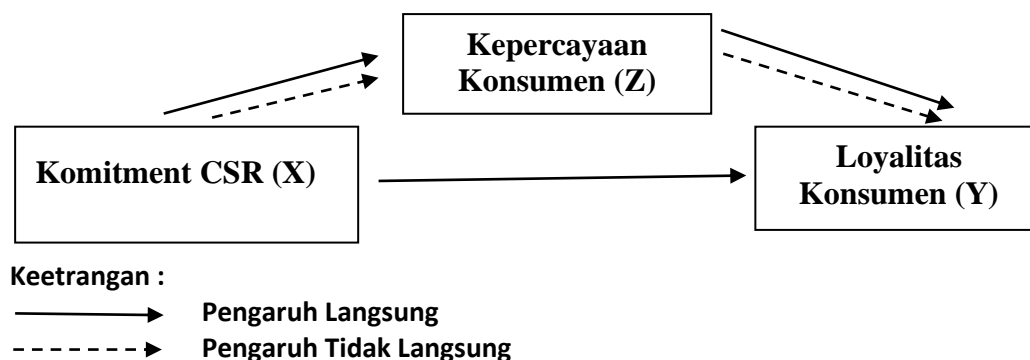 Kepercayaan
Konsumen (Z)
Komitment CSR (X)
Loyalitas
Konsumen (Y)
Keetrangan :
Pengaruh Langsung
Pengaruh Tidak Langsung